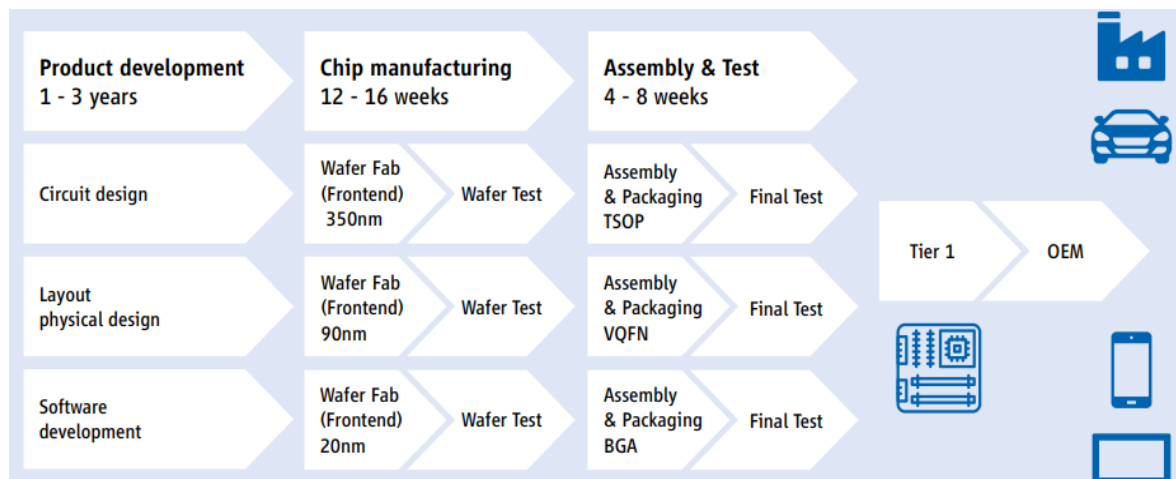 Product development
1 - 3 years
Chip manufacturing
12 - 16 weeks
Assembly & Test
4 - 8 weeks
Circuit design
Wafer Fab
(Frontend)
350nm
Wafer Test
Assembly
& Packaging
TSOP
Final Test
Layout
physical design
Wafer Fab
(Frontend)
90nm
Wafer Test
Assembly
& Packaging
VQFN
Final Test
Software
development
Wafer Fab
(Frontend)
20nm
Wafer Test
Assembly
& Packaging
BGA
Final Test
Tier 1
OEM